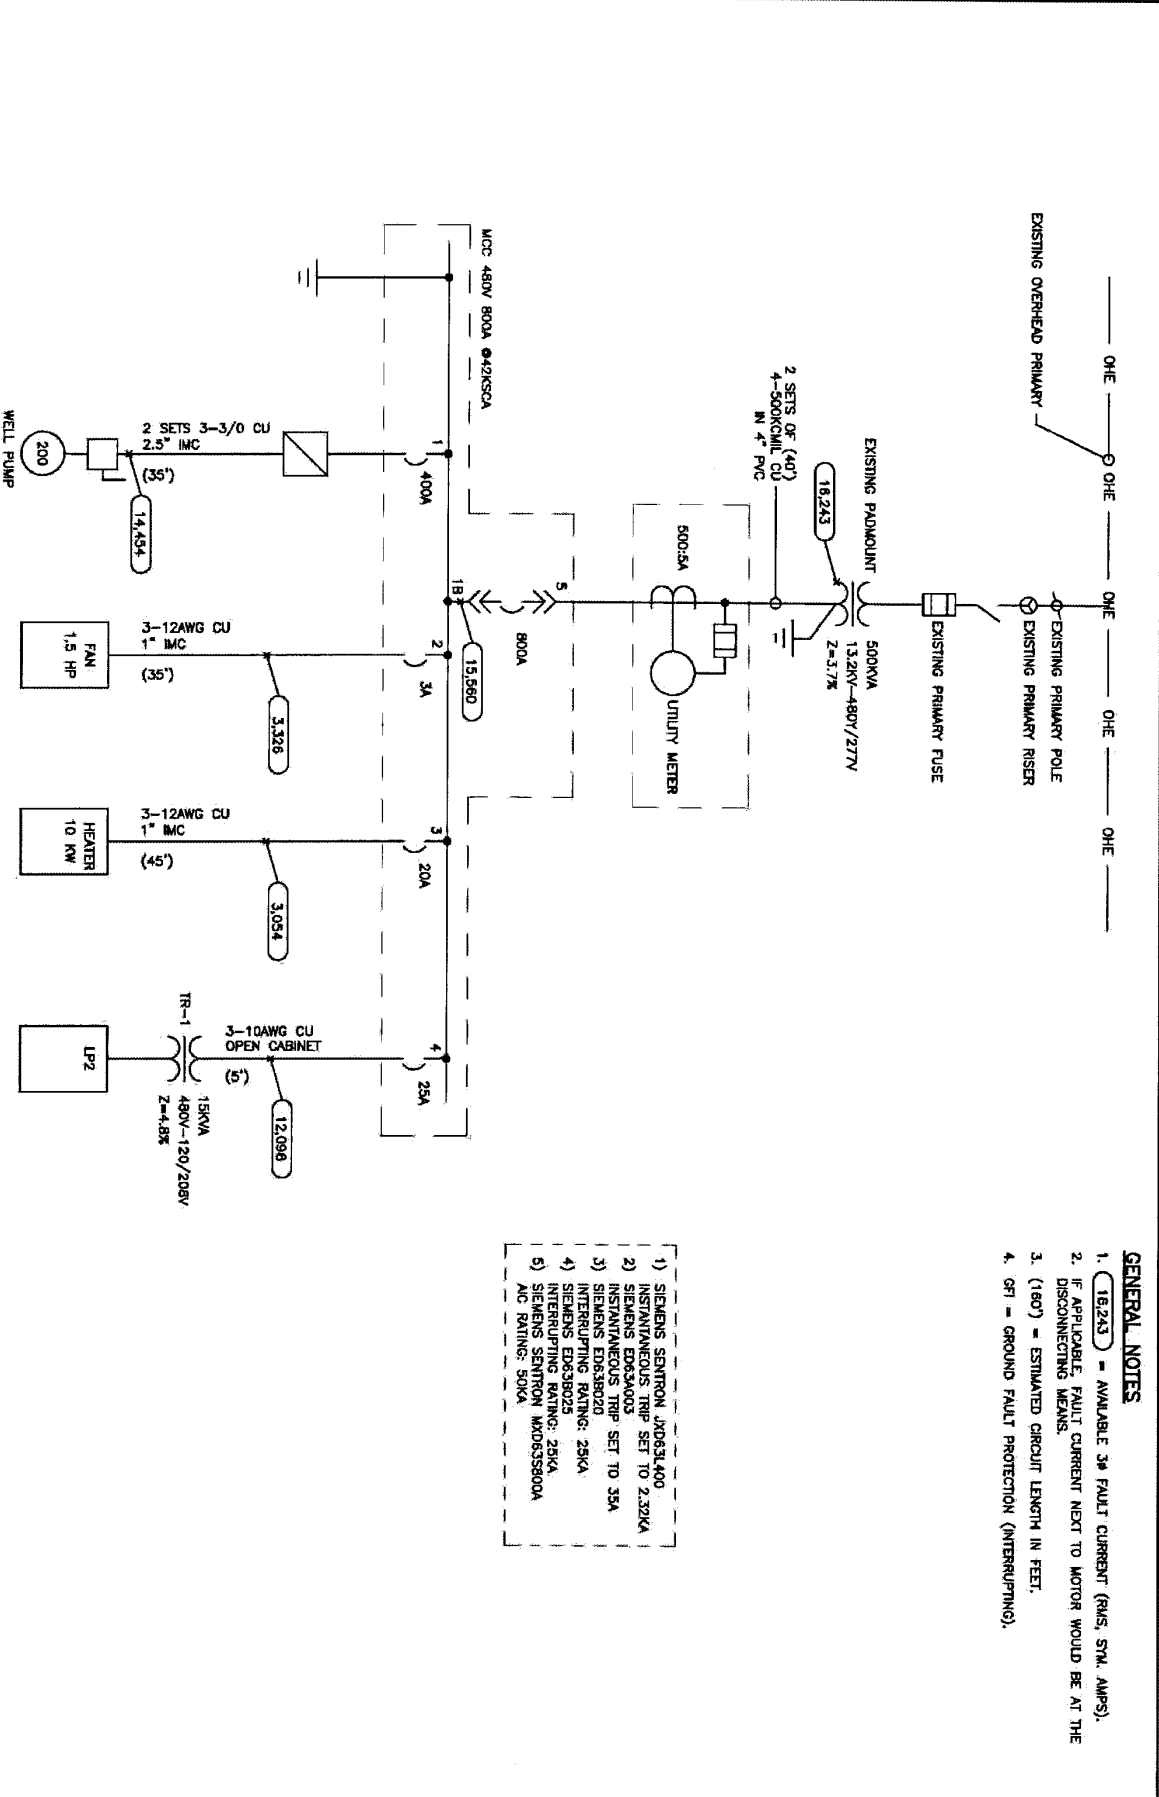 OHE
OHE
OHE
OHE
OHE
EXISTING OVERHEAD PRIMARY
EXISTING PRIMARY POLE
EXISTING PRIMARY RISER
EXISTING PRIMARY FUSE
EXISTING PADMOUNT
500KVA
13.2KV-480Y/277V
Z=3.7%
16,243
2 SETS OF (40')
4-500KCMIL CU
IN 4" PVC
500:5A
UTILITY METER
5
800A
1B
15,560
MCC 480V 800A @42KSCA
1
400A
2
3A
3
20A
4
25A
2 SETS 3-3/0 CU
2.5" IMC
(35')
14,454
200
WELL PUMP
3-12AWG CU
1" IMC
(35')
3,326
FAN
1.5 HP
3-12AWG CU
1" IMC
(45')
3,054
HEATER
10 KW
3-10AWG CU
OPEN CABINET
(5')
12,096
TR-1
15KVA
480V-120/208V
Z=4.8%
LP2
GENERAL NOTES
1. 16,243 = AVAILABLE 3ø FAULT CURRENT (RMS, SYM. AMPS).
2. IF APPLICABLE, FAULT CURRENT NEXT TO MOTOR WOULD BE AT THE
DISCONNECTING MEANS.
3. (160') = ESTIMATED CIRCUIT LENGTH IN FEET.
4. GFI = GROUND FAULT PROTECTION (INTERRUPTING).
1) SIEMENS SENTRON JXD63L400
INSTANTANEOUS TRIP SET TO 2.32KA
2) SIEMENS ED63A003
INSTANTANEOUS TRIP SET TO 35A
3) SIEMENS ED63B020
INTERRUPTING RATING: 25KA
4) SIEMENS ED63B025
INTERRUPTING RATING: 25KA
5) SIEMENS SENTRON MXD63S800A
AIC RATING: 50KA